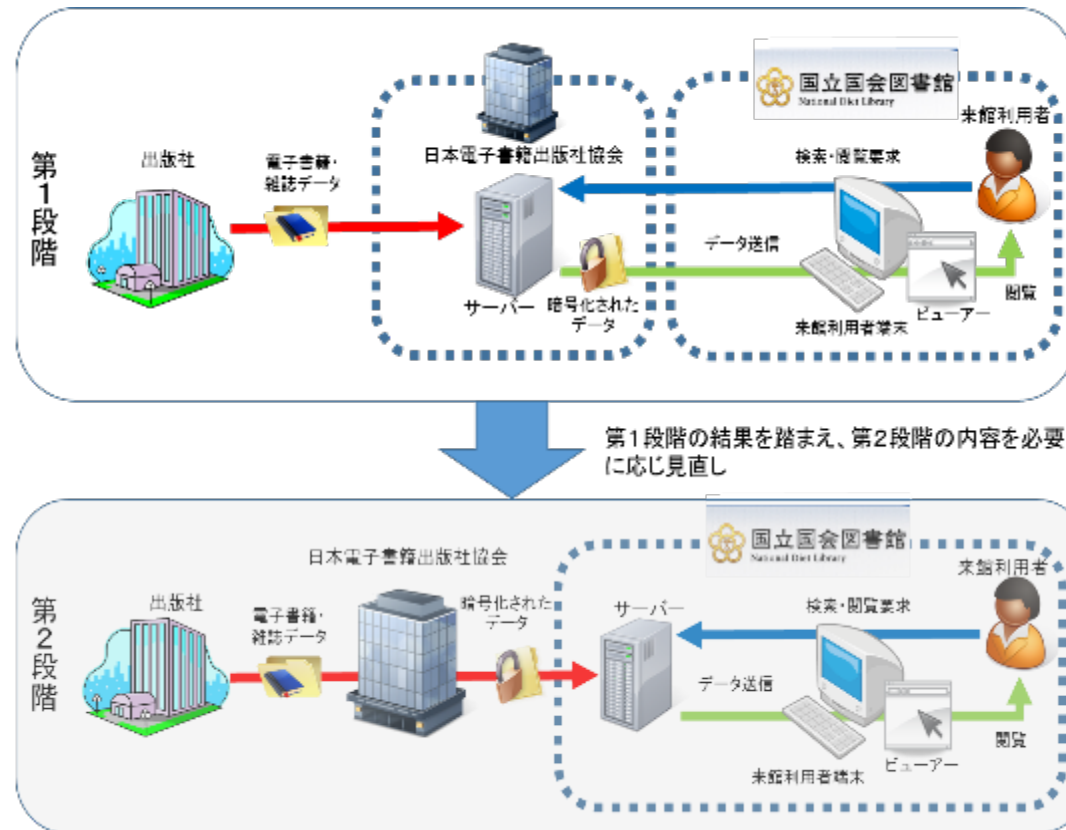 国立国会図書館
National Diet Library
来館利用者
第1段階
出版社
電子書籍・
雑誌データ
日本電子書籍出版社協会
検索・閲覧要求
データ送信
サーバー
暗号化された
データ
来館利用者端末
ビューアー
閲覧
第1段階の結果を踏まえ、第2段階の内容を必要
に応じ見直し
国立国会図書館
National Diet Library
日本電子書籍出版社協会
来館利用者
第2段階
出版社
電子書籍・
雑誌データ
暗号化された
データ
サーバー
検索・閲覧要求
データ送信
来館利用者端末
ビューアー
閲覧